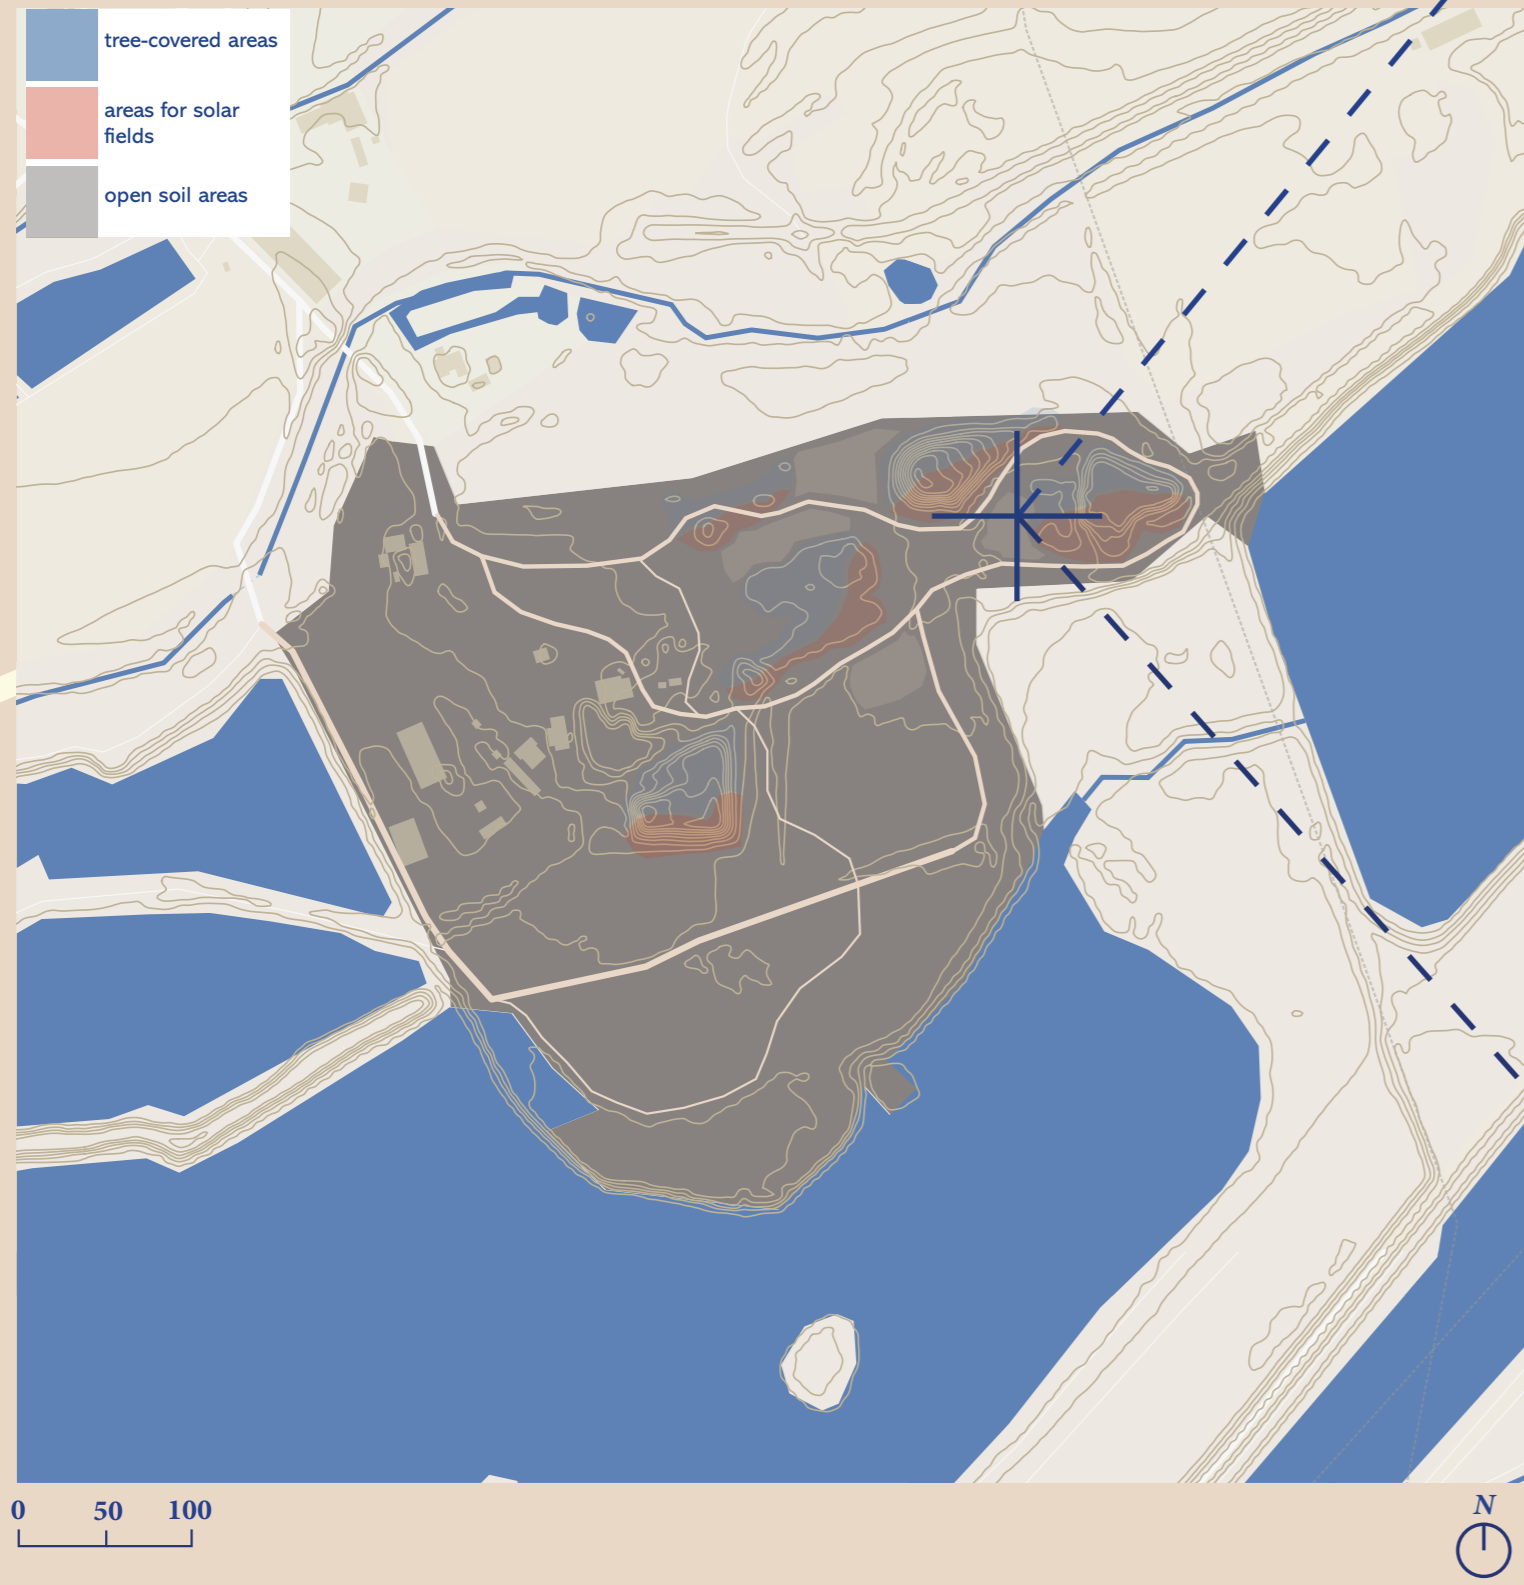 tree-covered areas
areas for solar
fields
open soil areas
0 50 100
N